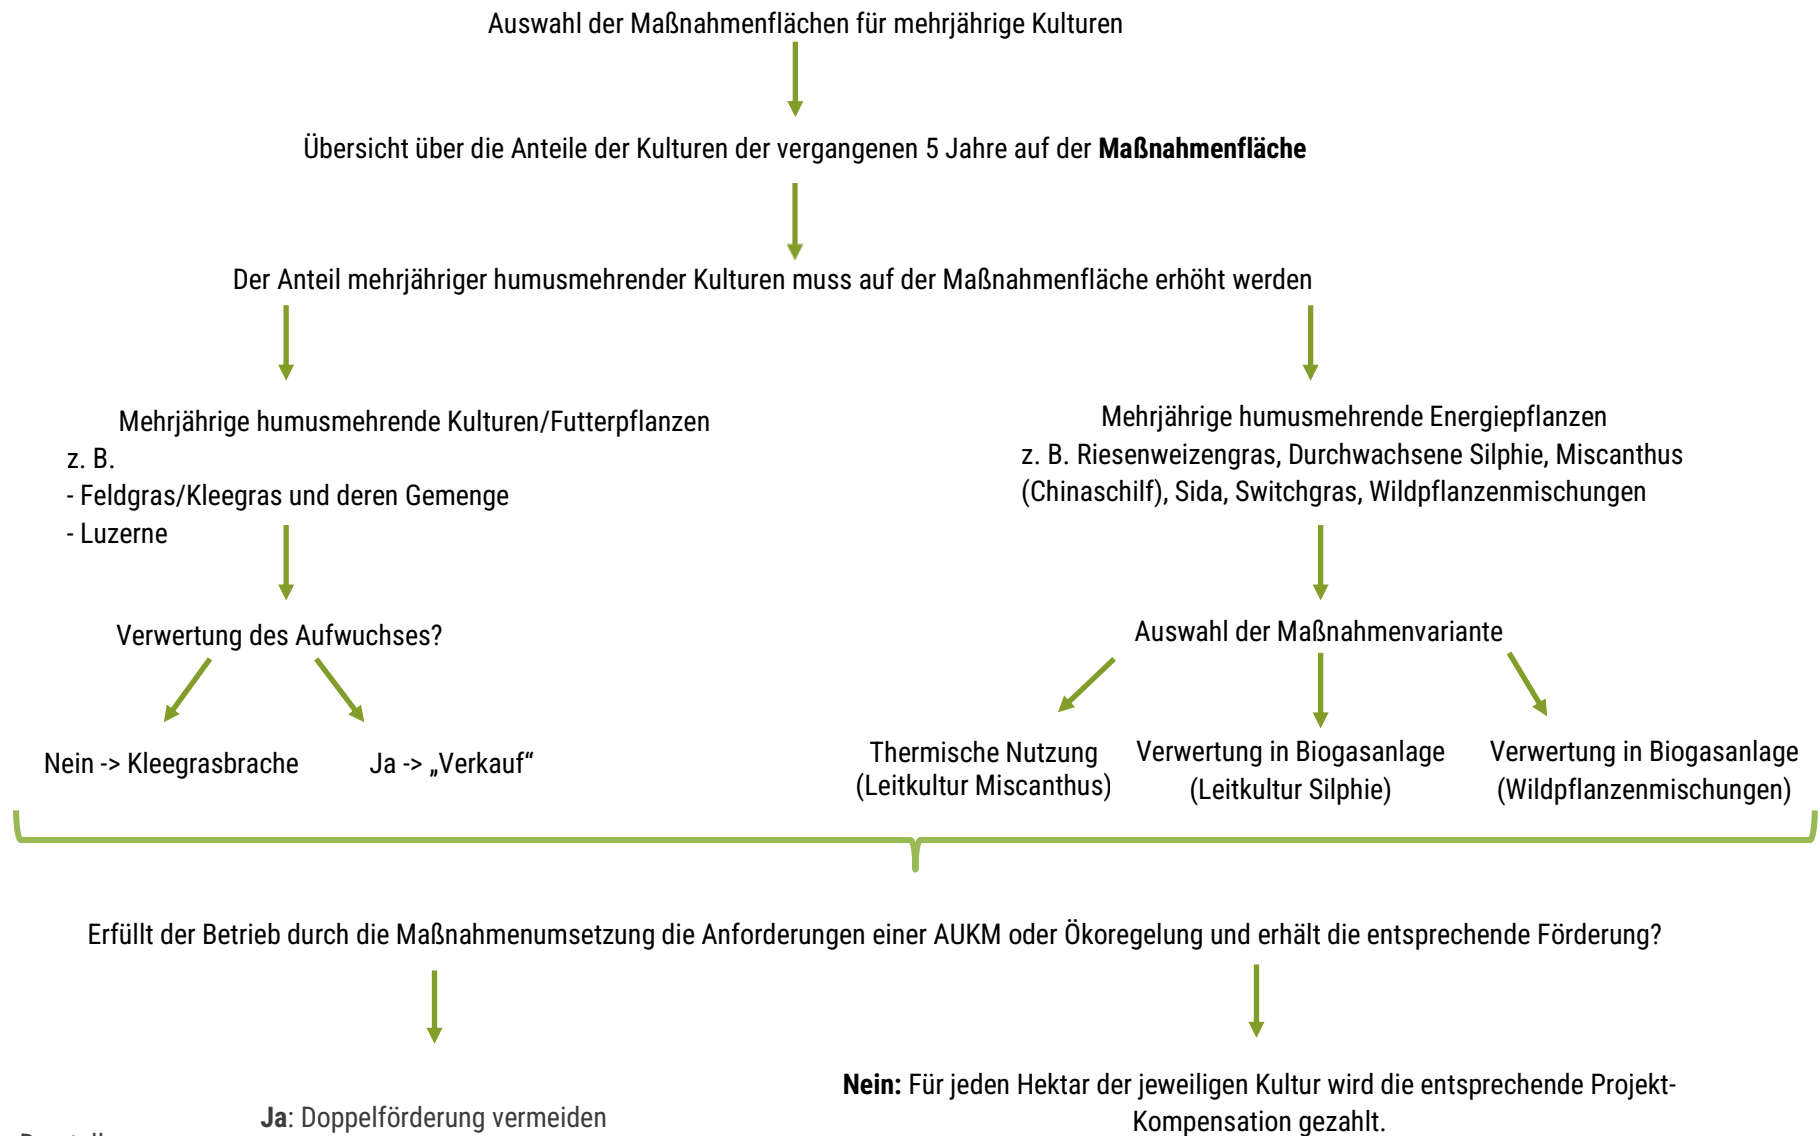 Auswahl der Maßnahmenflächen für mehrjährige Kulturen
Übersicht über die Anteile der Kulturen der vergangenen 5 Jahre auf der Maßnahmenfläche
Der Anteil mehrjähriger humusmehrender Kulturen muss auf der Maßnahmenfläche erhöht werden
Mehrjährige humusmehrende Kulturen/Futterpflanzen
z. B.
- Feldgras/Kleegras und deren Gemenge
- Luzerne
Mehrjährige humusmehrende Energiepflanzen
z. B. Riesenweizengras, Durchwachsene Silphie, Miscanthus
(Chinaschilf), Sida, Switchgras, Wildpflanzenmischungen
Verwertung des Aufwuchses?
Auswahl der Maßnahmenvariante
Nein -> Kleegrasbrache
Ja -> „Verkauf“
Thermische Nutzung
(Leitkultur Miscanthus)
Verwertung in Biogasanlage
(Leitkultur Silphie)
Verwertung in Biogasanlage
(Wildpflanzenmischungen)
Erfüllt der Betrieb durch die Maßnahmenumsetzung die Anforderungen einer AUKM oder Ökoregelung und erhält die entsprechende Förderung?
Ja: Doppelförderung vermeiden
Nein: Für jeden Hektar der jeweiligen Kultur wird die entsprechende Projekt-
Kompensation gezahlt.